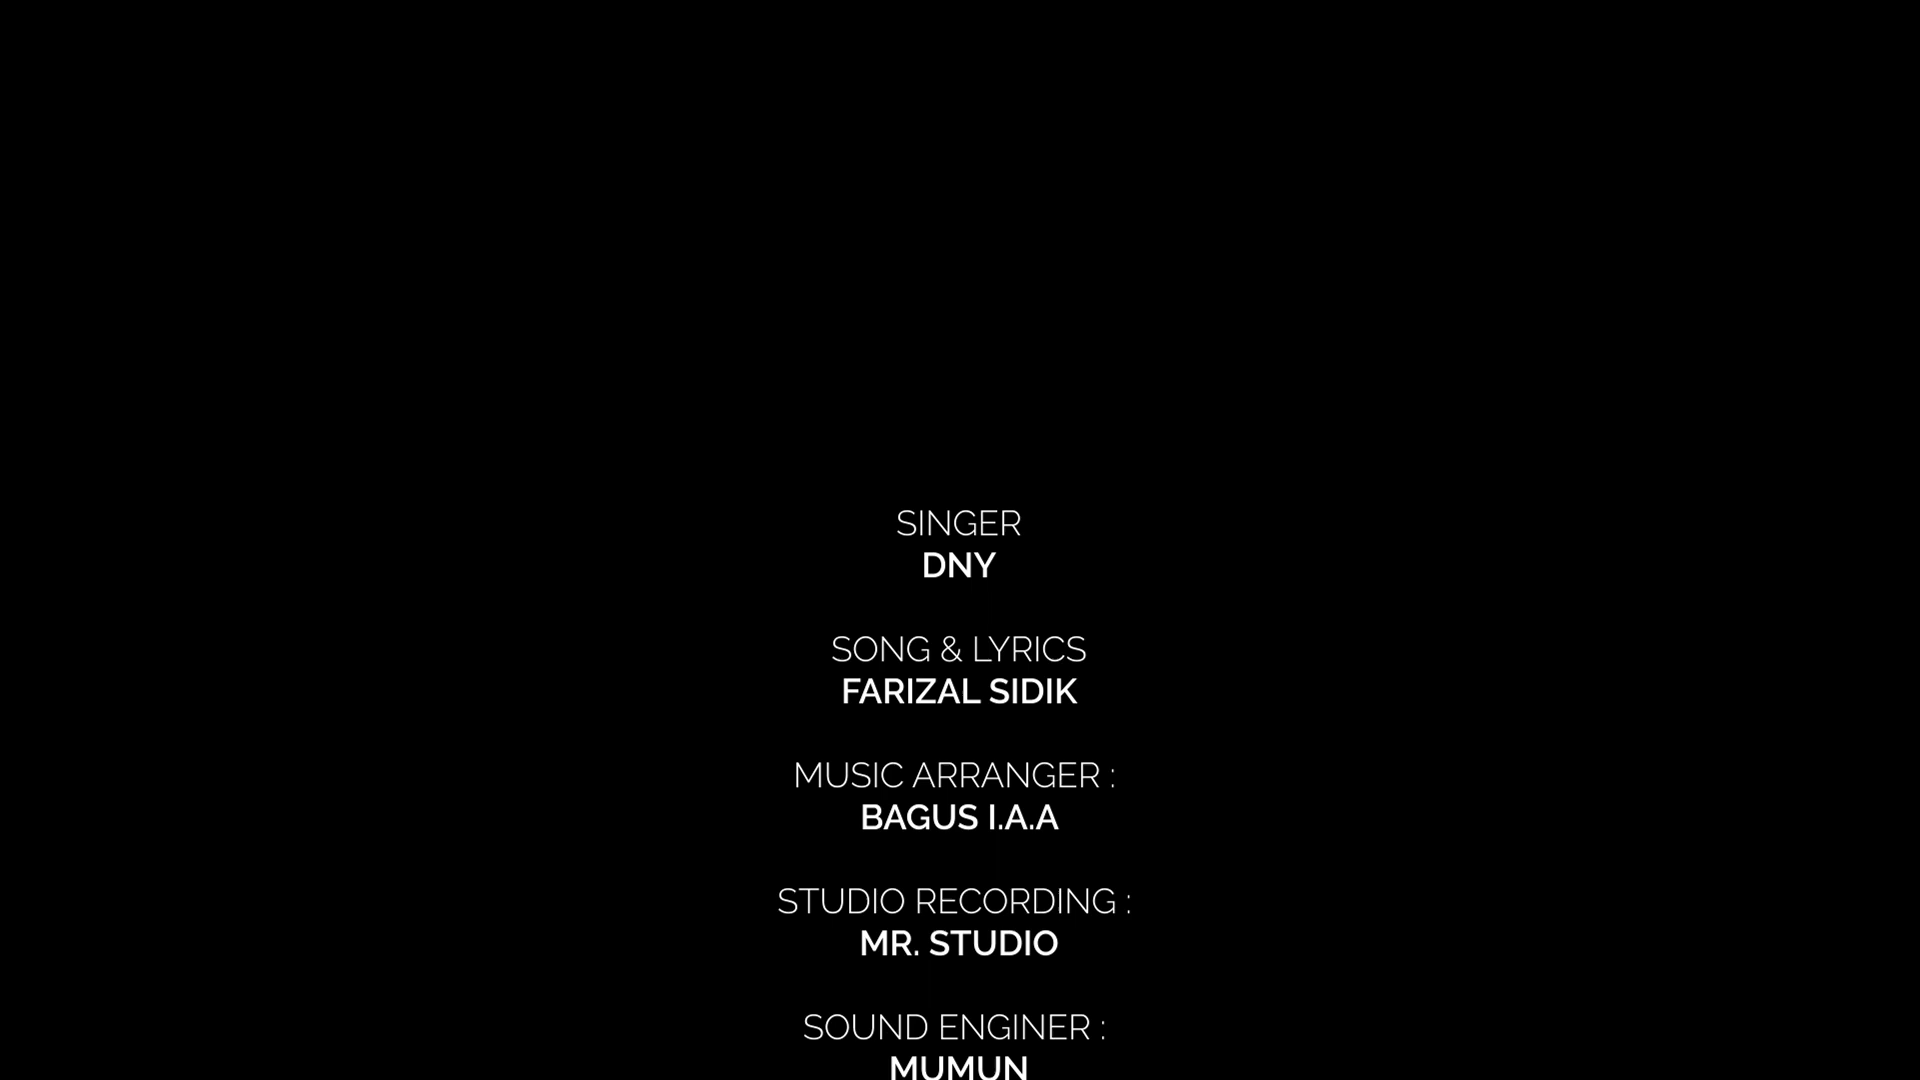 SINGER
DNY
SONG & LYRICS
FARIZAL SIDIK
MUSIC ARRANGER :
BAGUS I.A.A
STUDIO RECORDING :
MR. STUDIO
SOUND ENGINER :
MUMUN